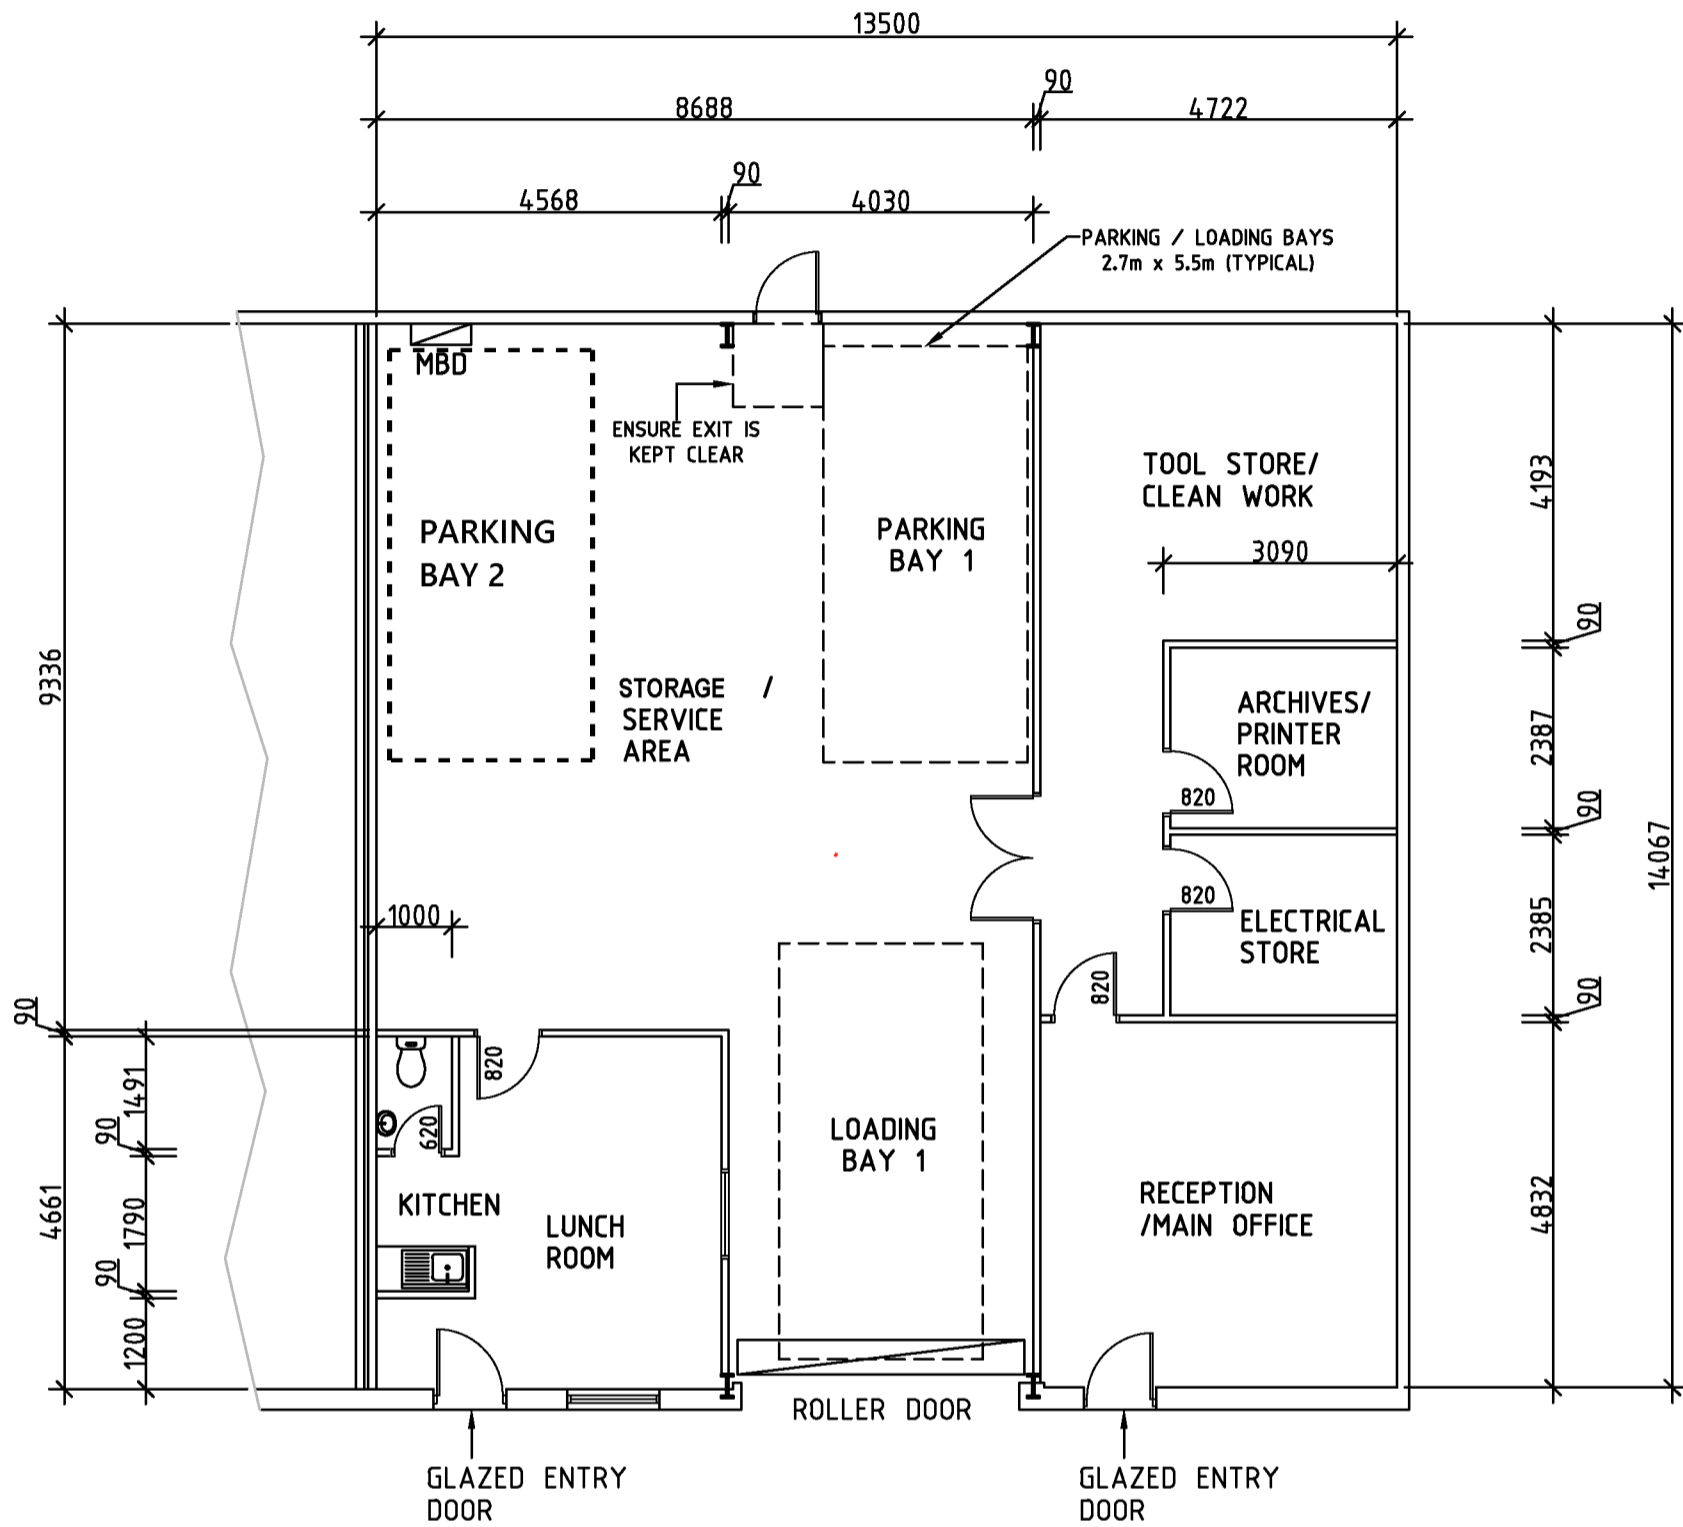 13500
90
8688
4722
90
4568
4030
PARKING / LOADING BAYS
2.7m x 5.5m (TYPICAL)
MBD
ENSURE EXIT IS
KEPT CLEAR
TOOL STORE/
CLEAN WORK
4193
PARKING
BAY 2
PARKING
BAY 1
3090
90
9336
STORAGE /
SERVICE
AREA
ARCHIVES/
PRINTER
ROOM
2387
820
90
14067
820
1000
ELECTRICAL
STORE
2385
820
90
90
820
1491
90
620
LOADING
BAY 1
KITCHEN
LUNCH
ROOM
RECEPTION
/MAIN OFFICE
4661
1790
4832
90
1200
ROLLER DOOR
GLAZED ENTRY
DOOR
GLAZED ENTRY
DOOR